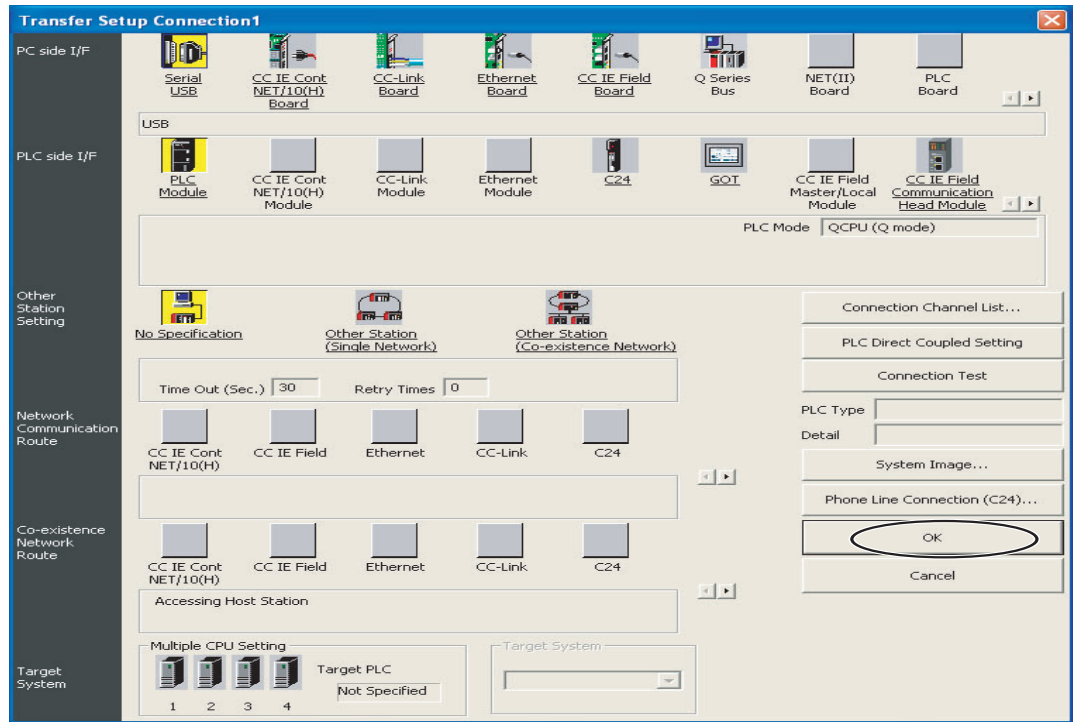 Transfer Setup Connection1
PC side I/F
Serial USB
CC IE Cont NET/10(H) Board
CC-Link Board
Ethernet Board
CC IE Field Board
Q Series Bus
NET(II) Board
PLC Board
USB
PLC side I/F
PLC Module
CC IE Cont NET/10(H) Module
CC-Link Module
Ethernet Module
C24
GOT
CC IE Field Master/Local Module
CC IE Field Communication Head Module
PLC Mode QCPU (Q mode)
Other Station Setting
No Specification
Other Station (Single Network)
Other Station (Co-existence Network)
Time Out (Sec.) 30 Retry Times 0
Connection Channel List...
PLC Direct Coupled Setting
Connection Test
PLC Type
Detail
System Image...
Phone Line Connection (C24)...
OK
Cancel
Network Communication Route
CC IE Cont NET/10(H)
CC IE Field
Ethernet
CC-Link
C24
Co-existence Network Route
CC IE Cont NET/10(H)
CC IE Field
Ethernet
CC-Link
C24
Accessing Host Station
Target System
Multiple CPU Setting
1 2 3 4
Target PLC
Not Specified
Target System